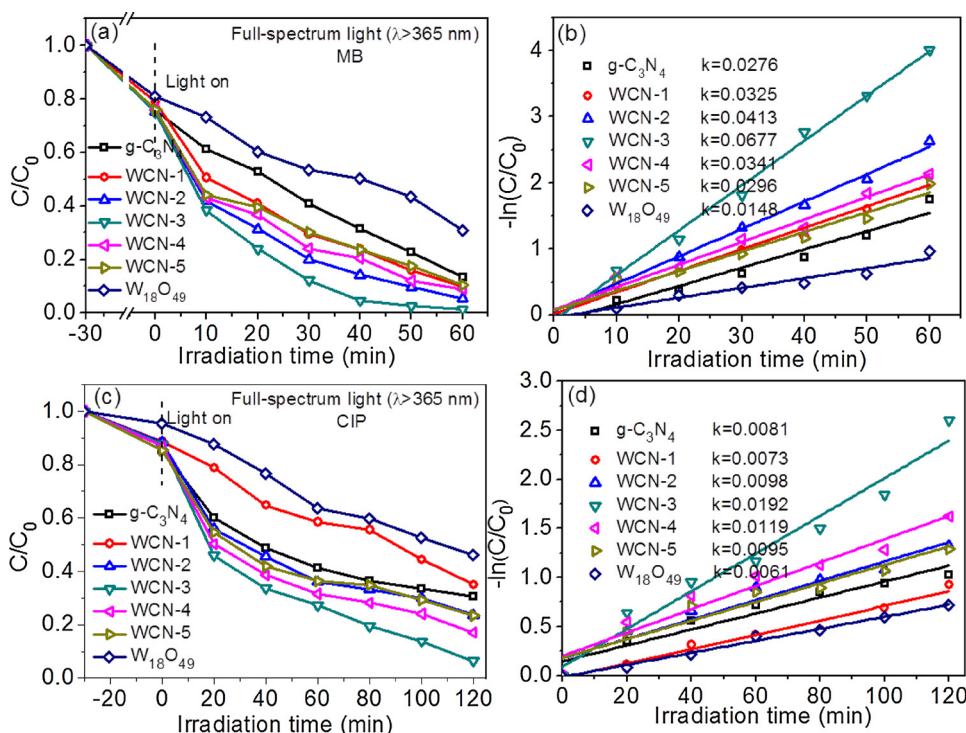 (a)
Full-spectrum light (λ>365 nm)
MB
Light on
g-C₃N₄
WCN-1
WCN-2
WCN-3
WCN-4
WCN-5
W₁₈O₄₉
C/C₀
1.0
0.8
0.6
0.4
0.2
0.0
-30 0 10 20 30 40 50 60
Irradiation time (min)
(b)
g-C₃N₄ k=0.0276
WCN-1 k=0.0325
WCN-2 k=0.0413
WCN-3 k=0.0677
WCN-4 k=0.0341
WCN-5 k=0.0296
W₁₈O₄₉ k=0.0148
-ln(C/C₀)
4
3
2
1
0
0 10 20 30 40 50 60
Irradiation time (min)
(c)
Full-spectrum light (λ>365 nm)
CIP
Light on
g-C₃N₄
WCN-1
WCN-2
WCN-3
WCN-4
WCN-5
W₁₈O₄₉
C/C₀
1.0
0.8
0.6
0.4
0.2
0.0
0 20 40 60 80 100 120
Irradiation time (min)
(d)
g-C₃N₄ k=0.0081
WCN-1 k=0.0073
WCN-2 k=0.0098
WCN-3 k=0.0192
WCN-4 k=0.0119
WCN-5 k=0.0095
W₁₈O₄₉ k=0.0061
-ln(C/C₀)
3.0
2.5
2.0
1.5
1.0
0.5
0.0
0 20 40 60 80 100 120
Irradiation time (min)